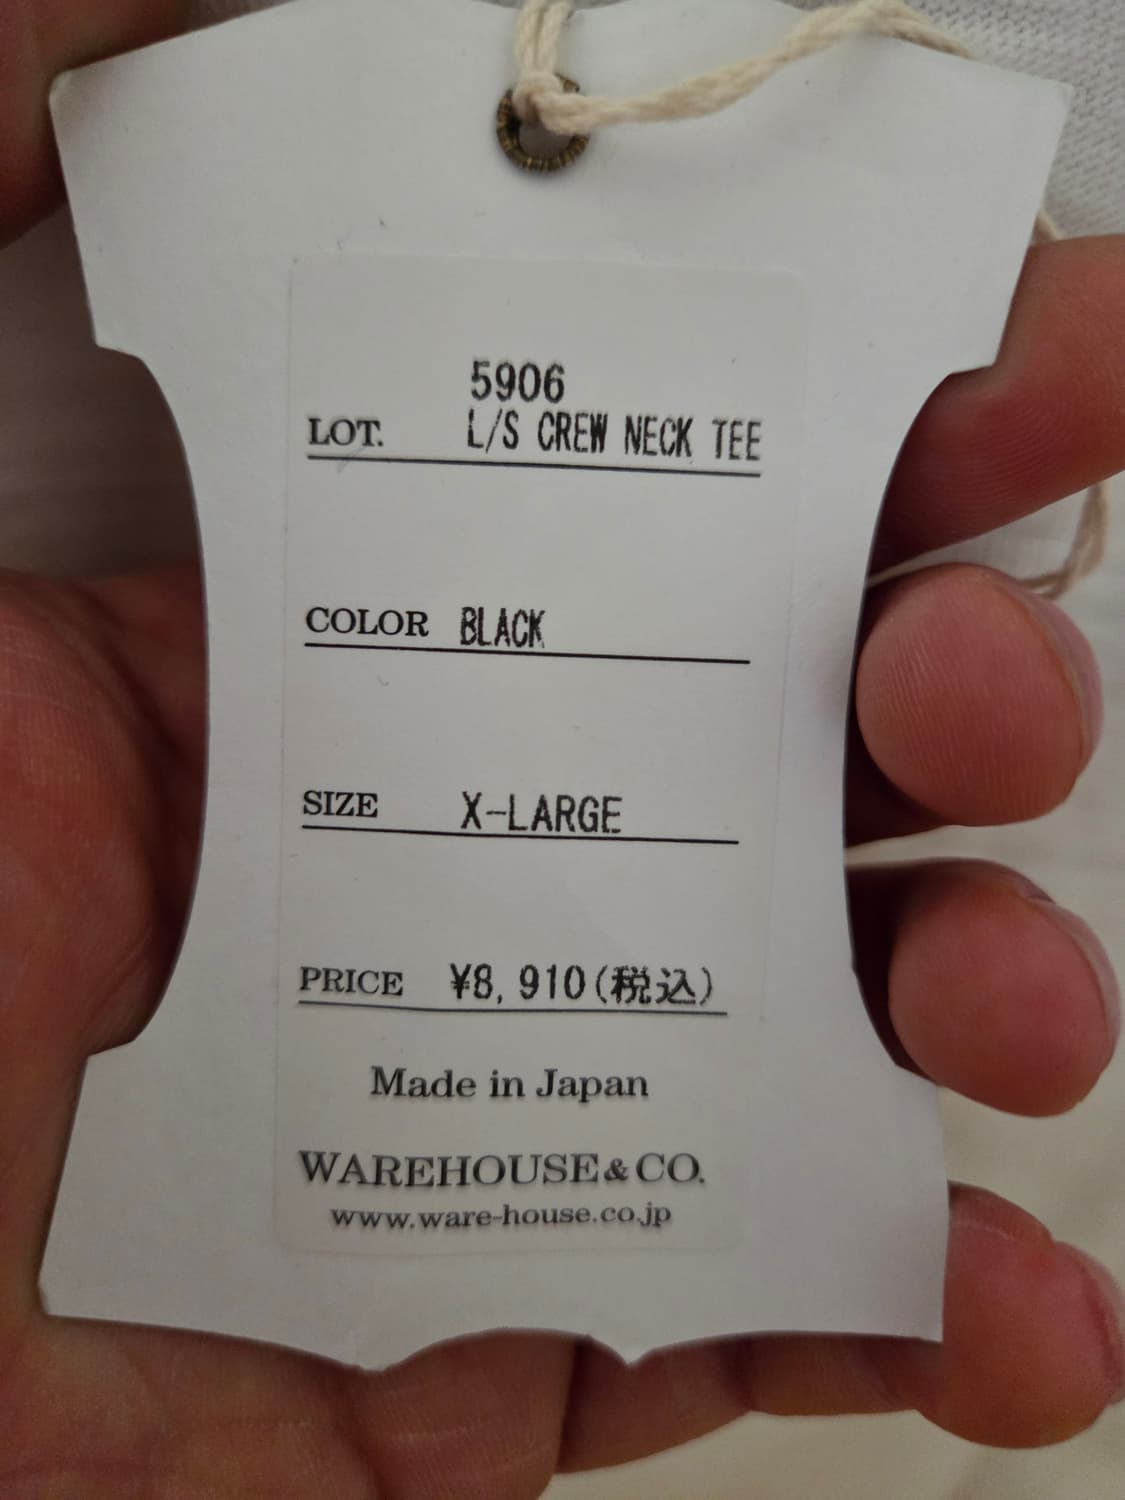 5906
LOT. L/S CREW NECK TEE
COLOR BLACK
SIZE X-LARGE
PRICE ¥8,910(税込)
Made in Japan
WAREHOUSE & CO.
www.ware-house.co.jp